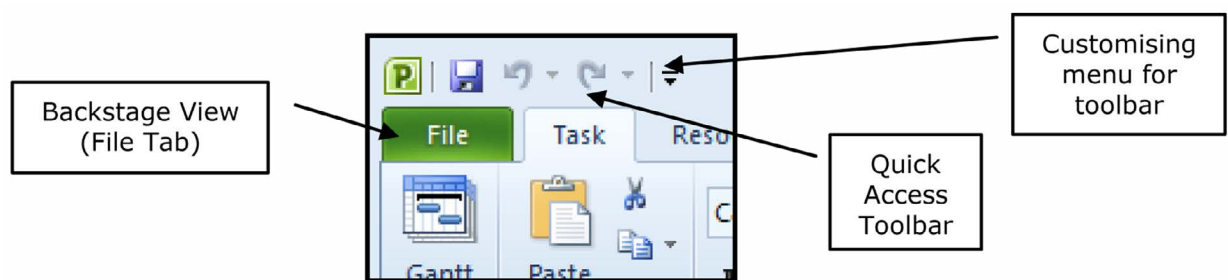 Backstage View
(File Tab)
Customising
menu for
toolbar
Quick
Access
Toolbar
P
File
Task
Reso
Gantt
Paste